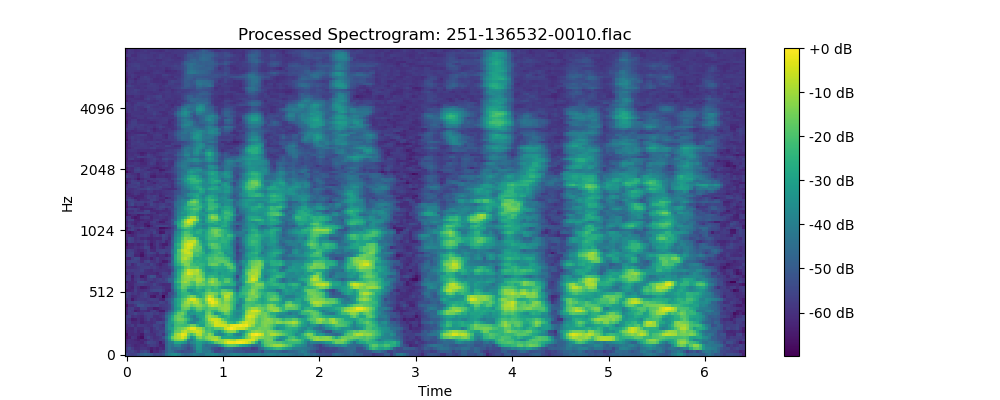 Processed Spectrogram: 251-136532-0010.flac
+0 dB
-10 dB
-20 dB
-30 dB
-40 dB
-50 dB
-60 dB
4096
2048
1024
512
0
Hz
0 1 2 3 4 5 6
Time